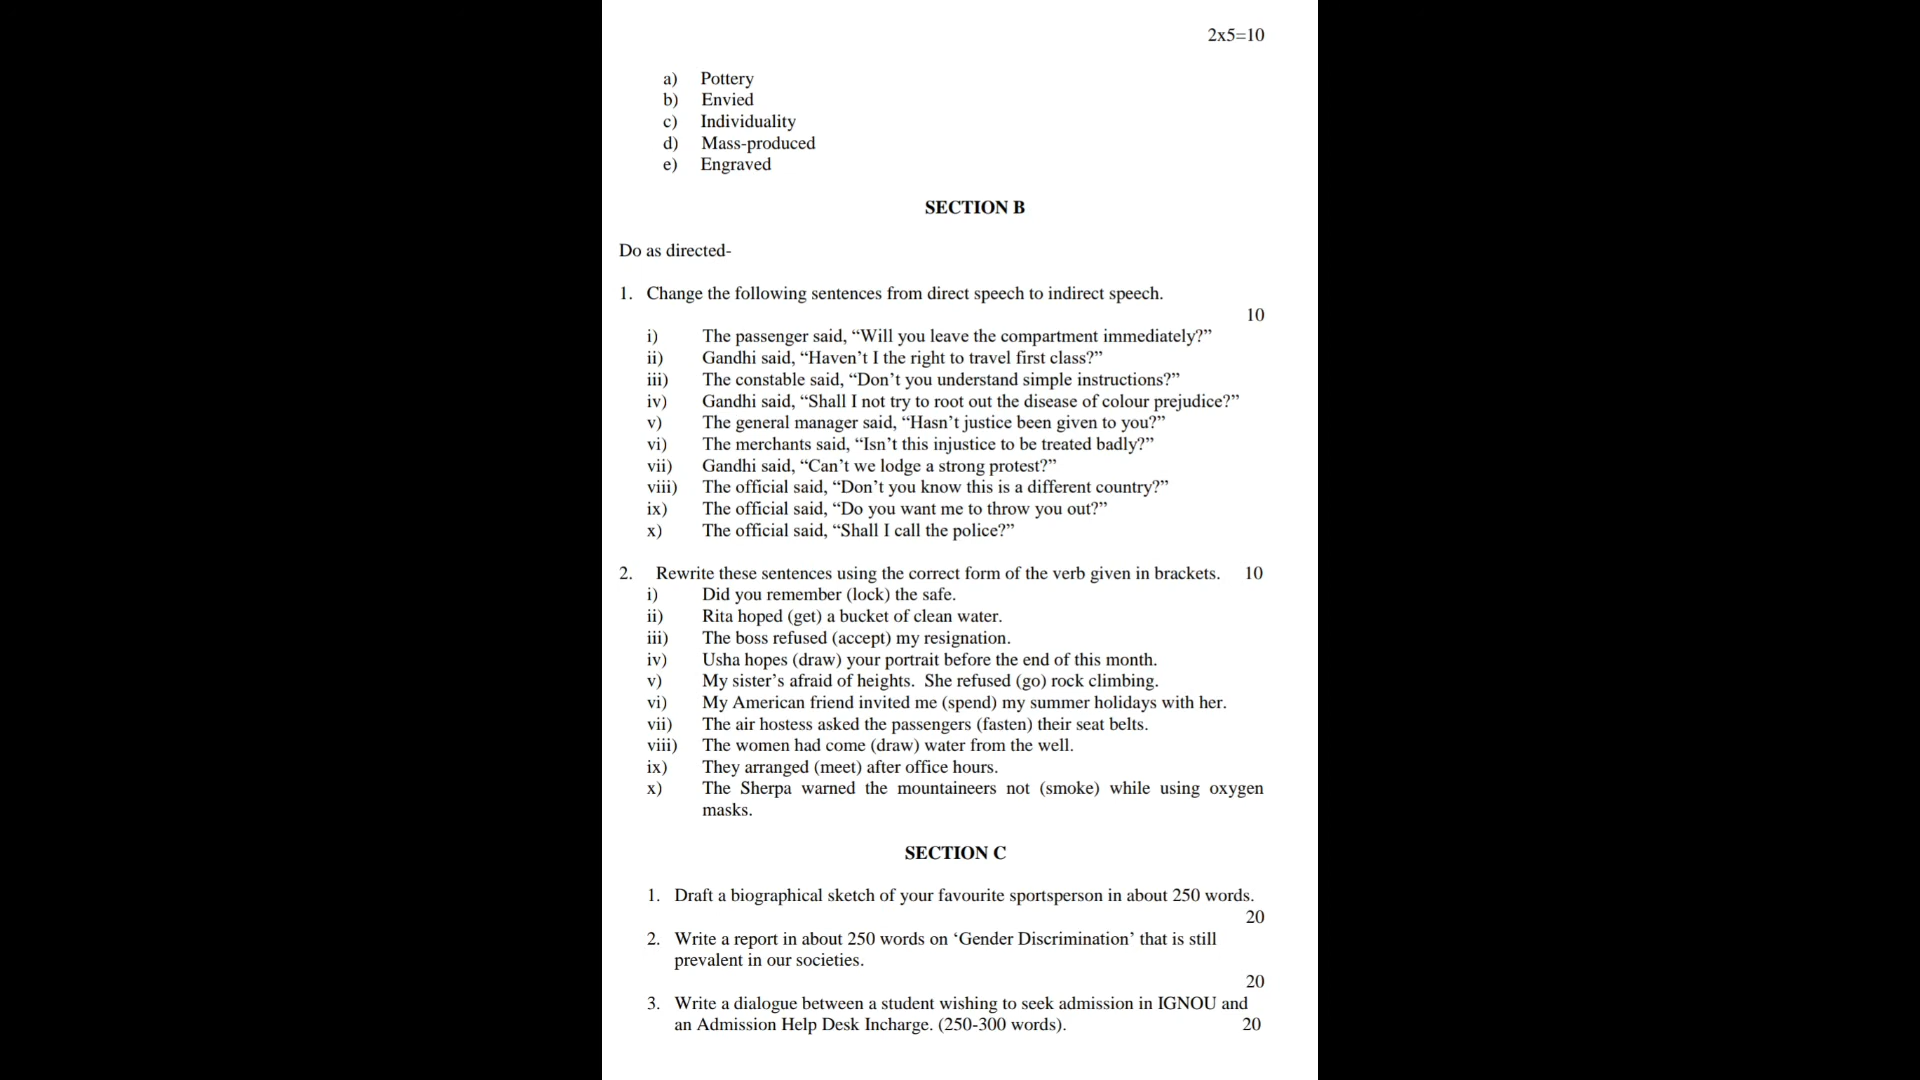 2x5=10
a) Pottery
b) Envied
c) Individuality
d) Mass-produced
e) Engraved
SECTION B
Do as directed-
1. Change the following sentences from direct speech to indirect speech.
10
i) The passenger said, “Will you leave the compartment immediately?”
ii) Gandhi said, “Haven’t I the right to travel first class?”
iii) The constable said, “Don’t you understand simple instructions?”
iv) Gandhi said, “Shall I not try to root out the disease of colour prejudice?”
v) The general manager said, “Hasn’t justice been given to you?”
vi) The merchants said, “Isn’t this injustice to be treated badly?”
vii) Gandhi said, “Can’t we lodge a strong protest?”
viii) The official said, “Don’t you know this is a different country?”
ix) The official said, “Do you want me to throw you out?”
x) The official said, “Shall I call the police?”
2. Rewrite these sentences using the correct form of the verb given in brackets. 10
i) Did you remember (lock) the safe.
ii) Rita hoped (get) a bucket of clean water.
iii) The boss refused (accept) my resignation.
iv) Usha hopes (draw) your portrait before the end of this month.
v) My sister’s afraid of heights. She refused (go) rock climbing.
vi) My American friend invited me (spend) my summer holidays with her.
vii) The air hostess asked the passengers (fasten) their seat belts.
viii) The women had come (draw) water from the well.
ix) They arranged (meet) after office hours.
x) The Sherpa warned the mountaineers not (smoke) while using oxygen
masks.
SECTION C
1. Draft a biographical sketch of your favourite sportsperson in about 250 words.
20
2. Write a report in about 250 words on ‘Gender Discrimination’ that is still
prevalent in our societies.
20
3. Write a dialogue between a student wishing to seek admission in IGNOU and
an Admission Help Desk Incharge. (250-300 words). 20